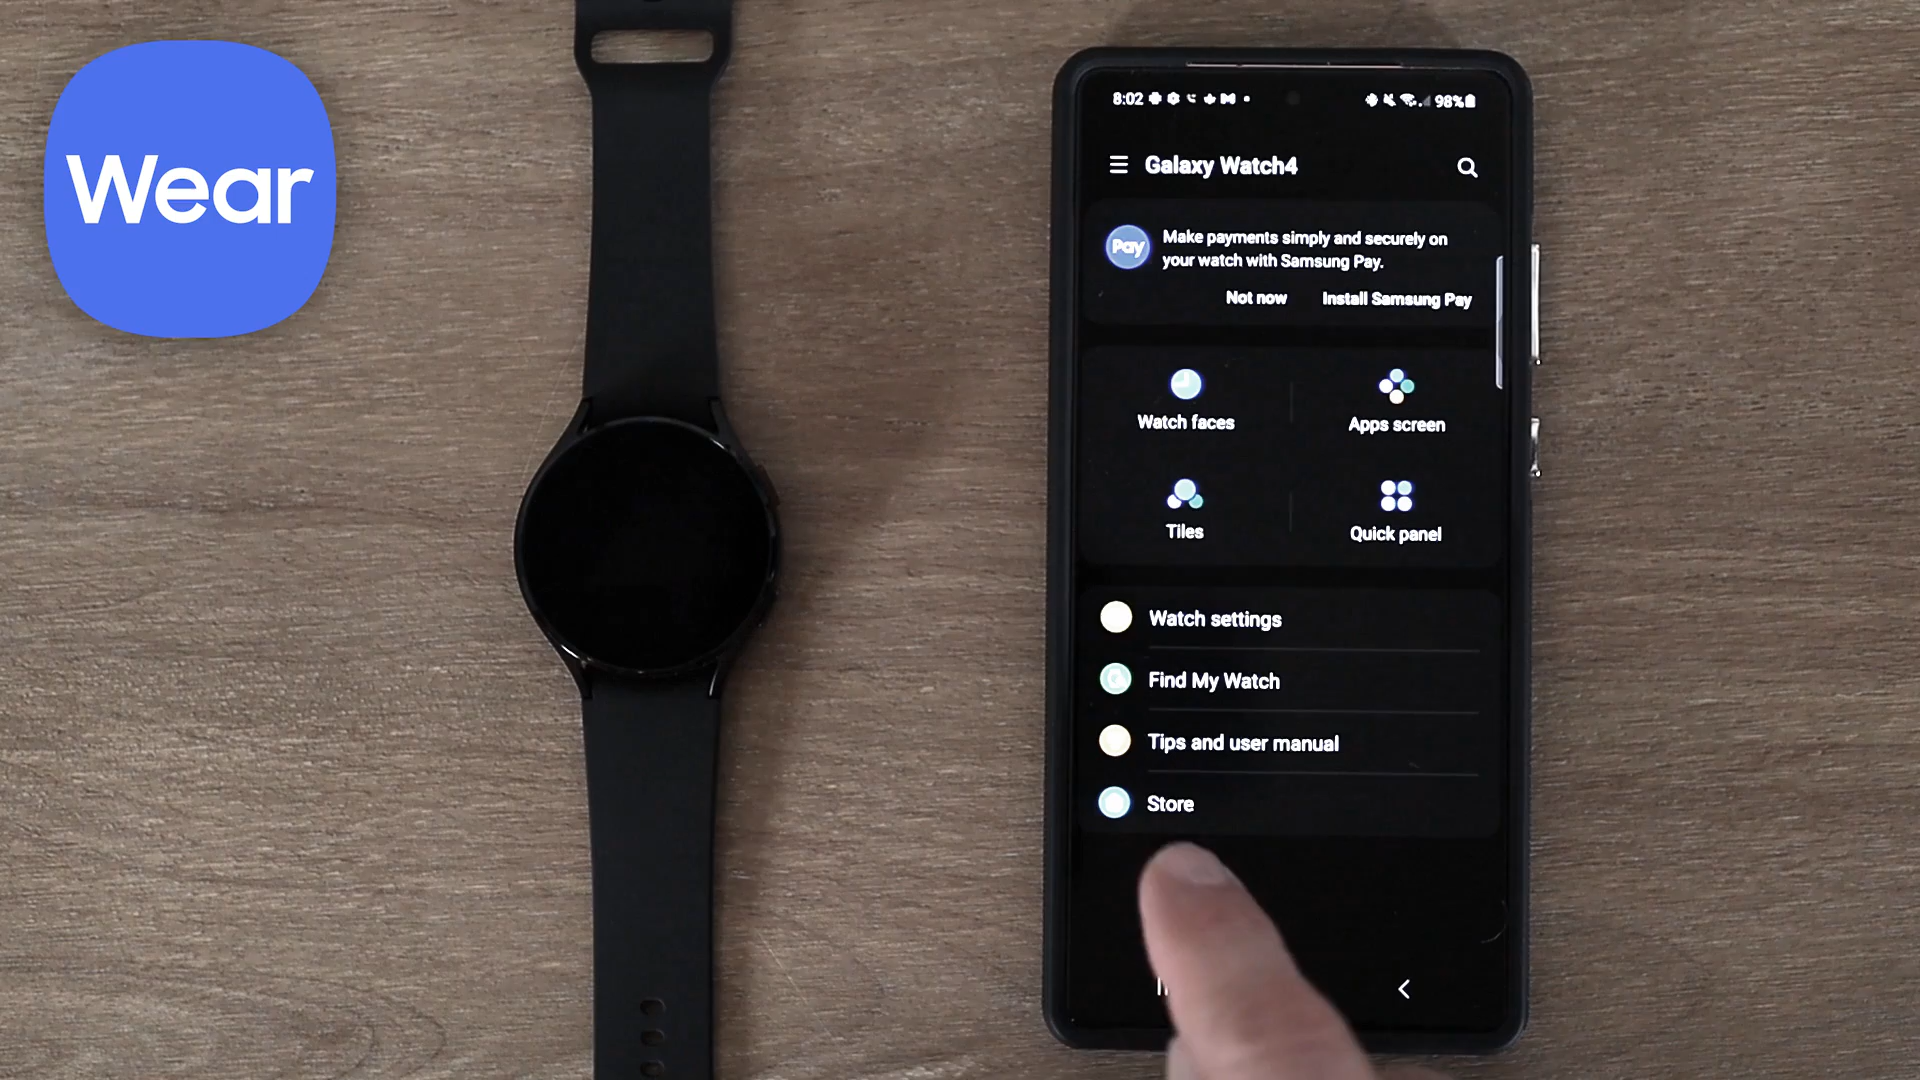 Wear
8:02
98%
Galaxy Watch4
Pay
Make payments simply and securely on
your watch with Samsung Pay.
Not now
Install Samsung Pay
Watch faces
Apps screen
Tiles
Quick panel
Watch settings
Find My Watch
Tips and user manual
Store